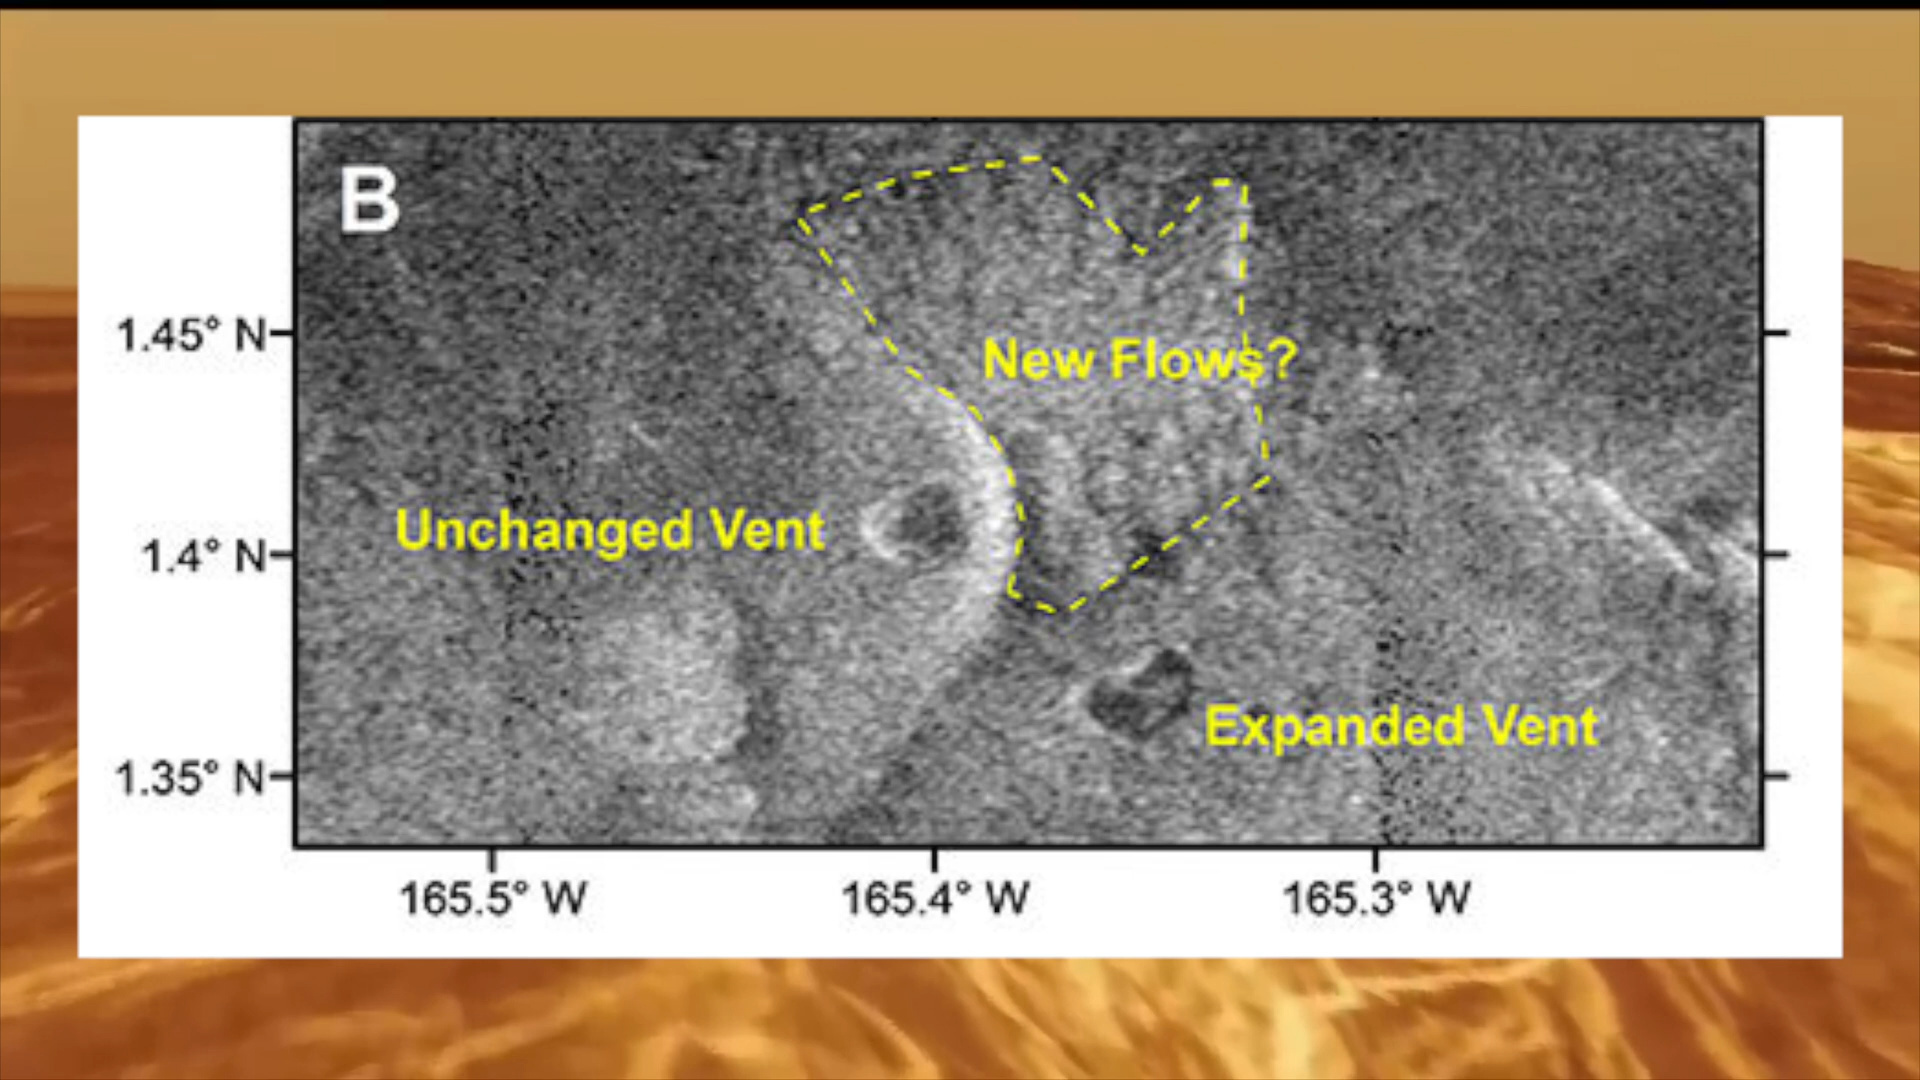 B
New Flows?
Unchanged Vent
Expanded Vent
1.45° N
1.4° N
1.35° N
165.5° W
165.4° W
165.3° W